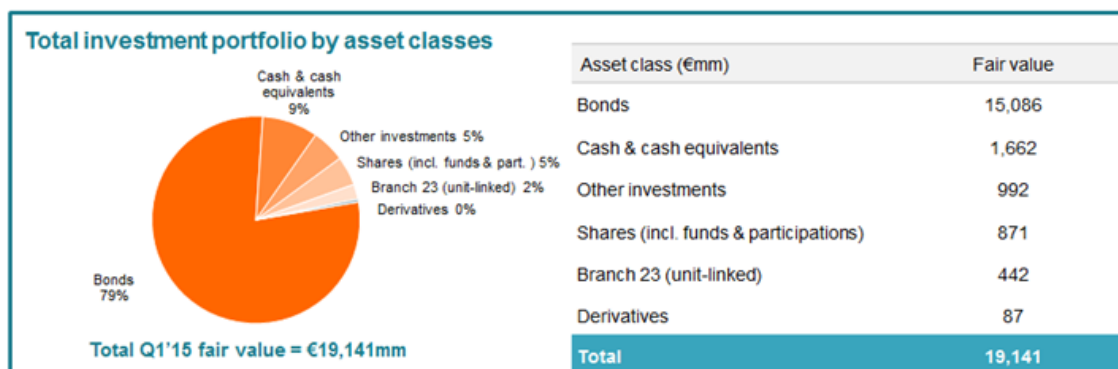 Total investment portfolio by asset classes
Cash & cash
equivalents
9%
Other investments 5%
Shares (incl. funds & part. ) 5%
Branch 23 (unit-linked) 2%
Derivatives 0%
Bonds
79%
Total Q1'15 fair value = €19,141mm
Asset class (€mm) Fair value
Bonds 15,086
Cash & cash equivalents 1,662
Other investments 992
Shares (incl. funds & participations) 871
Branch 23 (unit-linked) 442
Derivatives 87
Total 19,141